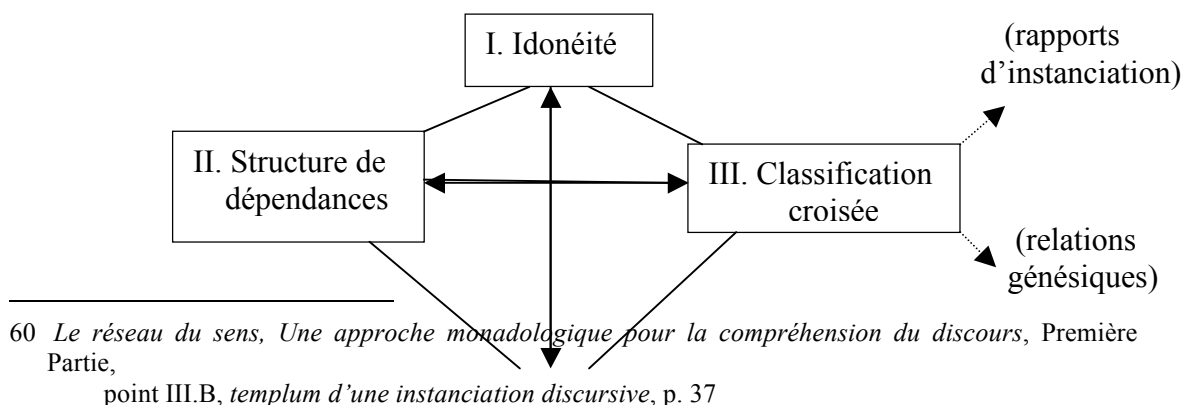 I. Idonéité
(rapports
d’instanciation)
II. Structure de
dépendances
III. Classification
croisée
(relations
génésiques)
60 Le réseau du sens, Une approche monadologique pour la compréhension du discours, Première
Partie,
point III.B, templum d’une instanciation discursive, p. 37